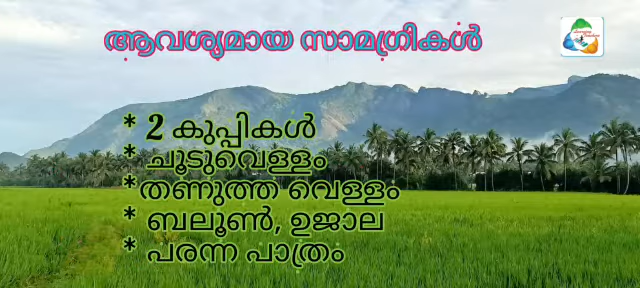 ആവശ്യമായ സാമഗ്രികൾ
* 2 കുപ്പികൾ
* ചൂടുവെള്ളം
*തണുത്ത വെള്ളം
* ബലൂൺ, ഉജാല
* പരന്ന പാത്രം